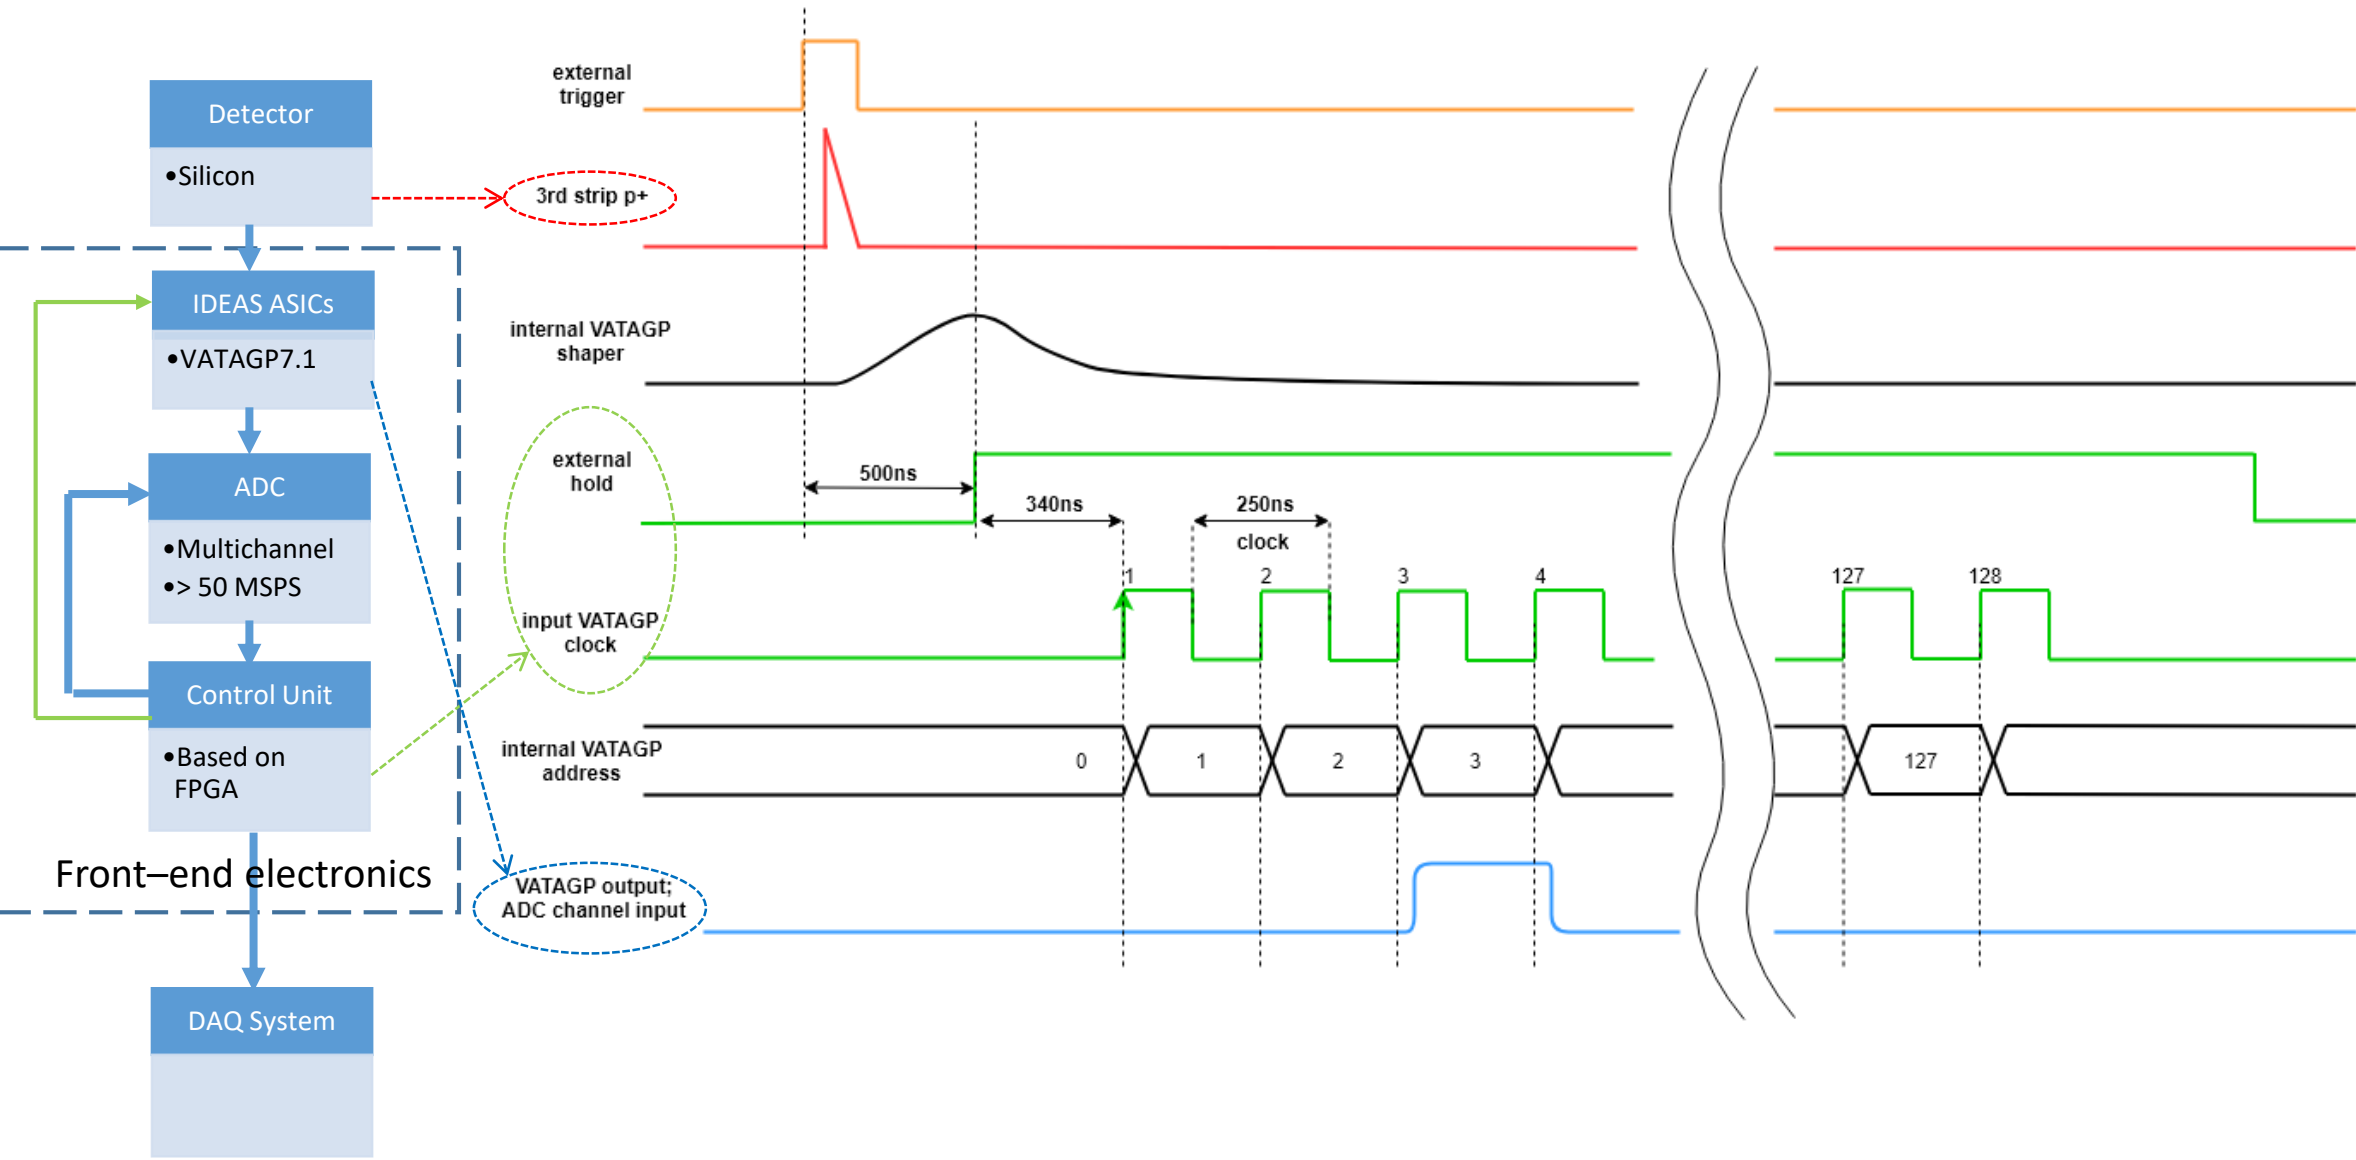 Detector
•Silicon
IDEAS ASICs
•VATAGP7.1
ADC
•Multichannel
•> 50 MSPS
Control Unit
•Based on
FPGA
Front–end electronics
DAQ System
external
trigger
3rd strip p+
internal VATAGP
shaper
external
hold
500ns
340ns
250ns
clock
input VATAGP
clock
1
2
3
4
127
128
internal VATAGP
address
0
1
2
3
127
VATAGP output;
ADC channel input